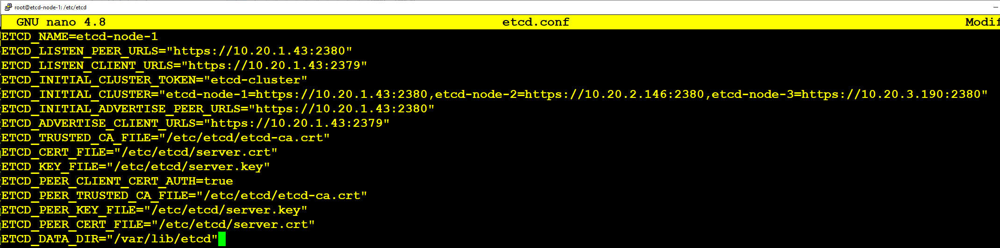 root@etcd-node-1: /etc/etcd
GNU nano 4.8 etcd.conf Modif
ETCD_NAME=etcd-node-1
ETCD_LISTEN_PEER_URLS="https://10.20.1.43:2380"
ETCD_LISTEN_CLIENT_URLS="https://10.20.1.43:2379"
ETCD_INITIAL_CLUSTER_TOKEN="etcd-cluster"
ETCD_INITIAL_CLUSTER="etcd-node-1=https://10.20.1.43:2380,etcd-node-2=https://10.20.2.146:2380,etcd-node-3=https://10.20.3.190:2380"
ETCD_INITIAL_ADVERTISE_PEER_URLS="https://10.20.1.43:2380"
ETCD_ADVERTISE_CLIENT_URLS="https://10.20.1.43:2379"
ETCD_TRUSTED_CA_FILE="/etc/etcd/etcd-ca.crt"
ETCD_CERT_FILE="/etc/etcd/server.crt"
ETCD_KEY_FILE="/etc/etcd/server.key"
ETCD_PEER_CLIENT_CERT_AUTH=true
ETCD_PEER_TRUSTED_CA_FILE="/etc/etcd/etcd-ca.crt"
ETCD_PEER_KEY_FILE="/etc/etcd/server.key"
ETCD_PEER_CERT_FILE="/etc/etcd/server.crt"
ETCD_DATA_DIR="/var/lib/etcd"